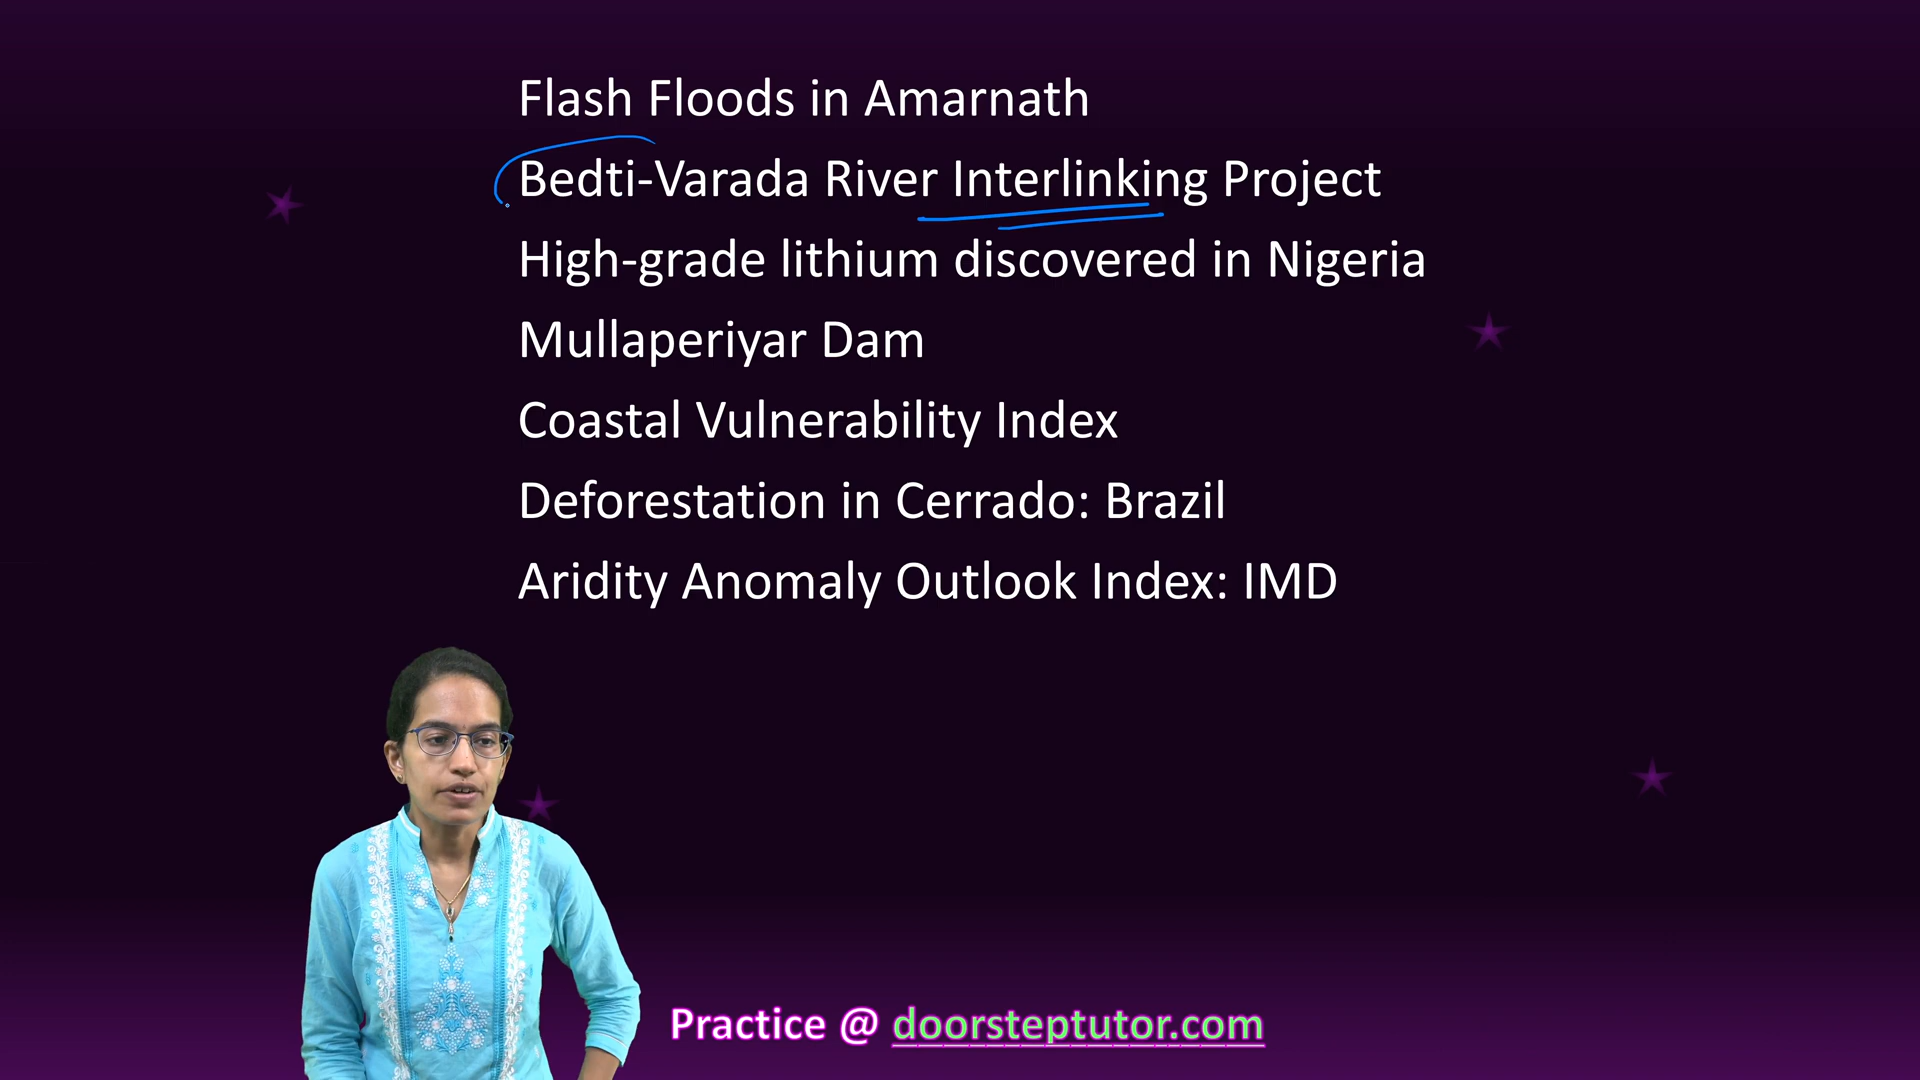 Flash Floods in Amarnath
Bedti-Varada River Interlinking Project
High-grade lithium discovered in Nigeria
Mullaperiyar Dam
Coastal Vulnerability Index
Deforestation in Cerrado: Brazil
Aridity Anomaly Outlook Index: IMD
Practice @ doorsteptutor.com